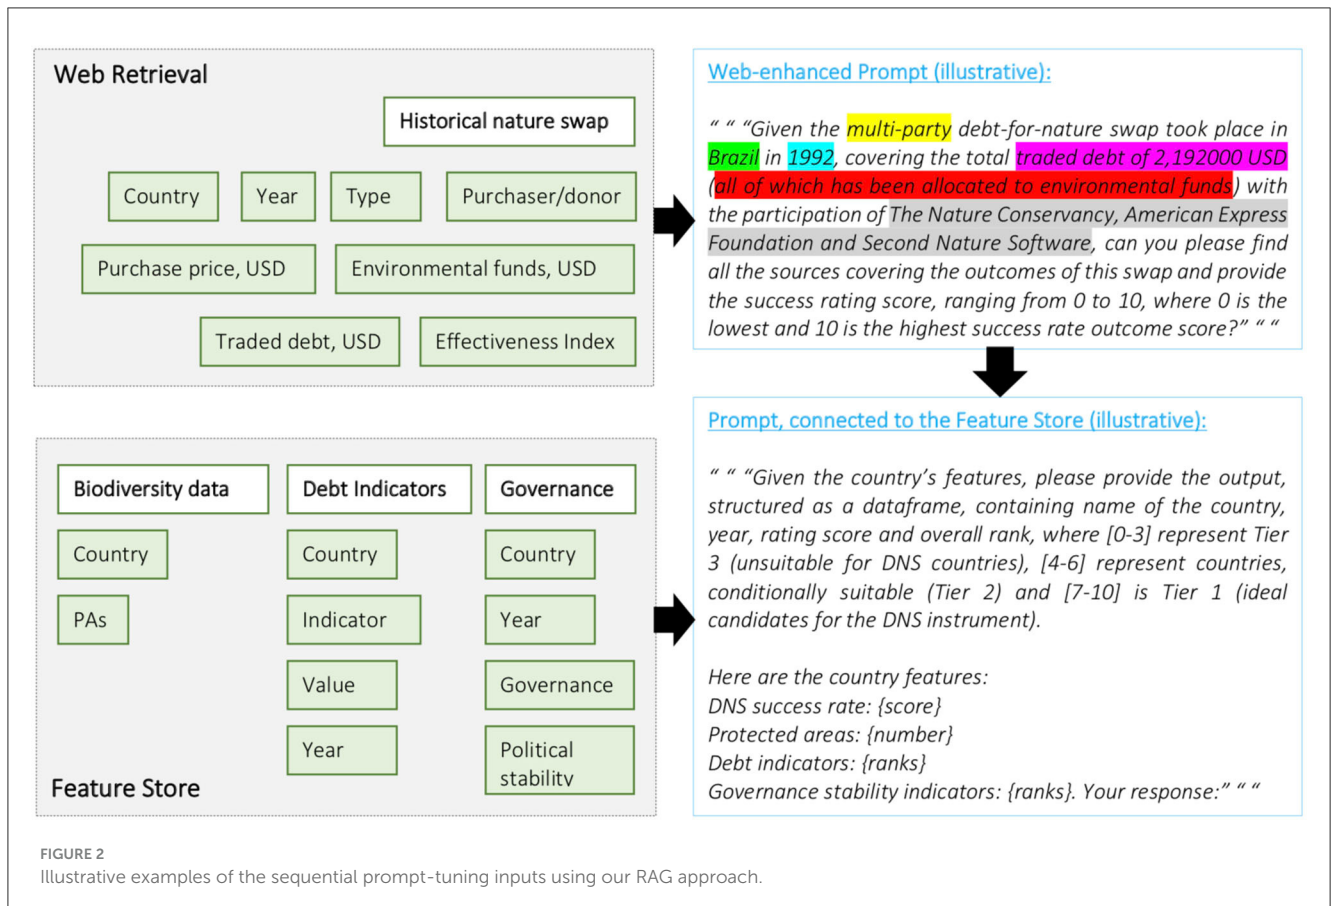 Web Retrieval
Historical nature swap
Country
Year
Type
Purchaser/donor
Purchase price, USD
Environmental funds, USD
Traded debt, USD
Effectiveness Index
Web-enhanced Prompt (illustrative):
“ “ “Given the multi-party debt-for-nature swap took place in
Brazil in 1992, covering the total traded debt of 2,192000 USD
(all of which has been allocated to environmental funds) with
the participation of The Nature Conservancy, American Express
Foundation and Second Nature Software, can you please find
all the sources covering the outcomes of this swap and provide
the success rating score, ranging from 0 to 10, where 0 is the
lowest and 10 is the highest success rate outcome score?” “ “
Biodiversity data
Country
PAs
Debt Indicators
Country
Indicator
Value
Year
Governance
Country
Year
Governance
Political
stability
Feature Store
Prompt, connected to the Feature Store (illustrative):
“ “ “Given the country’s features, please provide the output,
structured as a dataframe, containing name of the country,
year, rating score and overall rank, where [0-3] represent Tier
3 (unsuitable for DNS countries), [4-6] represent countries,
conditionally suitable (Tier 2) and [7-10] is Tier 1 (ideal
candidates for the DNS instrument).
Here are the country features:
DNS success rate: {score}
Protected areas: {number}
Debt indicators: {ranks}
Governance stability indicators: {ranks}. Your response:” “ “
FIGURE 2
Illustrative examples of the sequential prompt-tuning inputs using our RAG approach.